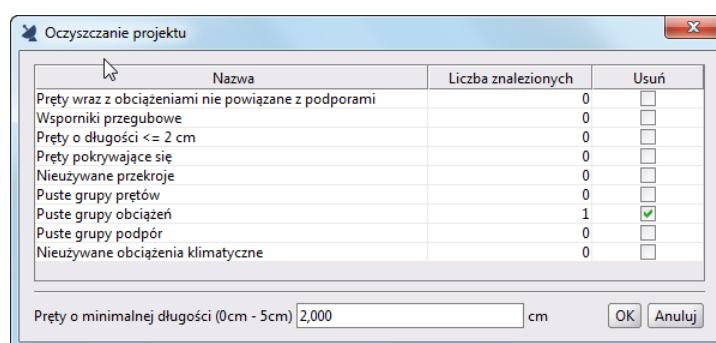 Oczyszczanie projektu
Nazwa Liczba znalezionych Usuń
Pręty wraz z obciążeniami nie powiązane z podporami 0
Wsporniki przegubowe 0
Pręty o długości <= 2 cm 0
Pręty pokrywające się 0
Nieużywane przekroje 0
Puste grupy prętów 0
Puste grupy obciążeń 1
Puste grupy podpór 0
Nieużywane obciążenia klimatyczne 0
Pręty o minimalnej długości (0cm - 5cm) 2,000 cm OK Anuluj